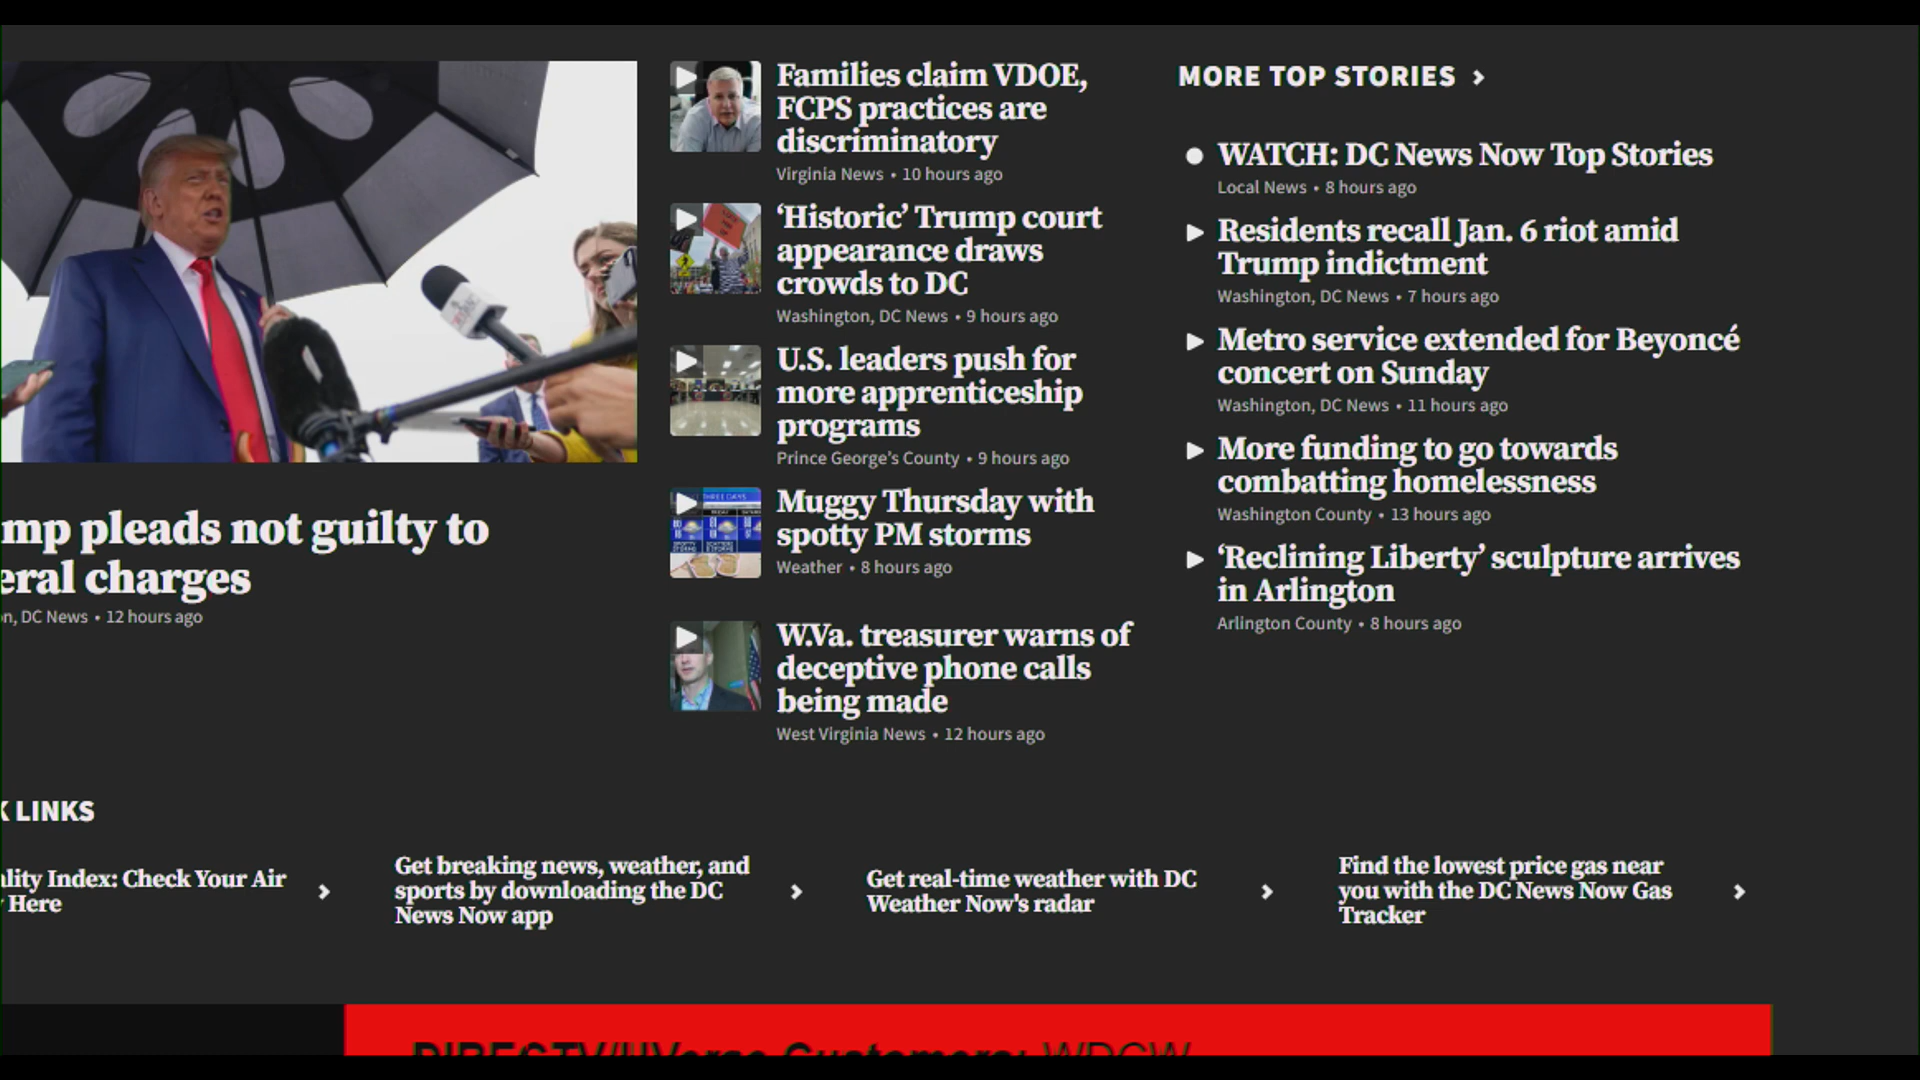 mp pleads not guilty to
eral charges
n, DC News • 12 hours ago
Families claim VDOE,
FCPS practices are
discriminatory
Virginia News • 10 hours ago
‘Historic’ Trump court
appearance draws
crowds to DC
Washington, DC News • 9 hours ago
U.S. leaders push for
more apprenticeship
programs
Prince George’s County • 9 hours ago
Muggy Thursday with
spotty PM storms
Weather • 8 hours ago
W.Va. treasurer warns of
deceptive phone calls
being made
West Virginia News • 12 hours ago
MORE TOP STORIES
WATCH: DC News Now Top Stories
Local News • 8 hours ago
Residents recall Jan. 6 riot amid
Trump indictment
Washington, DC News • 7 hours ago
Metro service extended for Beyoncé
concert on Sunday
Washington, DC News • 11 hours ago
More funding to go towards
combatting homelessness
Washington County • 13 hours ago
‘Reclining Liberty’ sculpture arrives
in Arlington
Arlington County • 8 hours ago
K LINKS
ality Index: Check Your Air
Here
Get breaking news, weather, and
sports by downloading the DC
News Now app
Get real-time weather with DC
Weather Now's radar
Find the lowest price gas near
you with the DC News Now Gas
Tracker
DIRECTV/UVerse Customers: WDCW